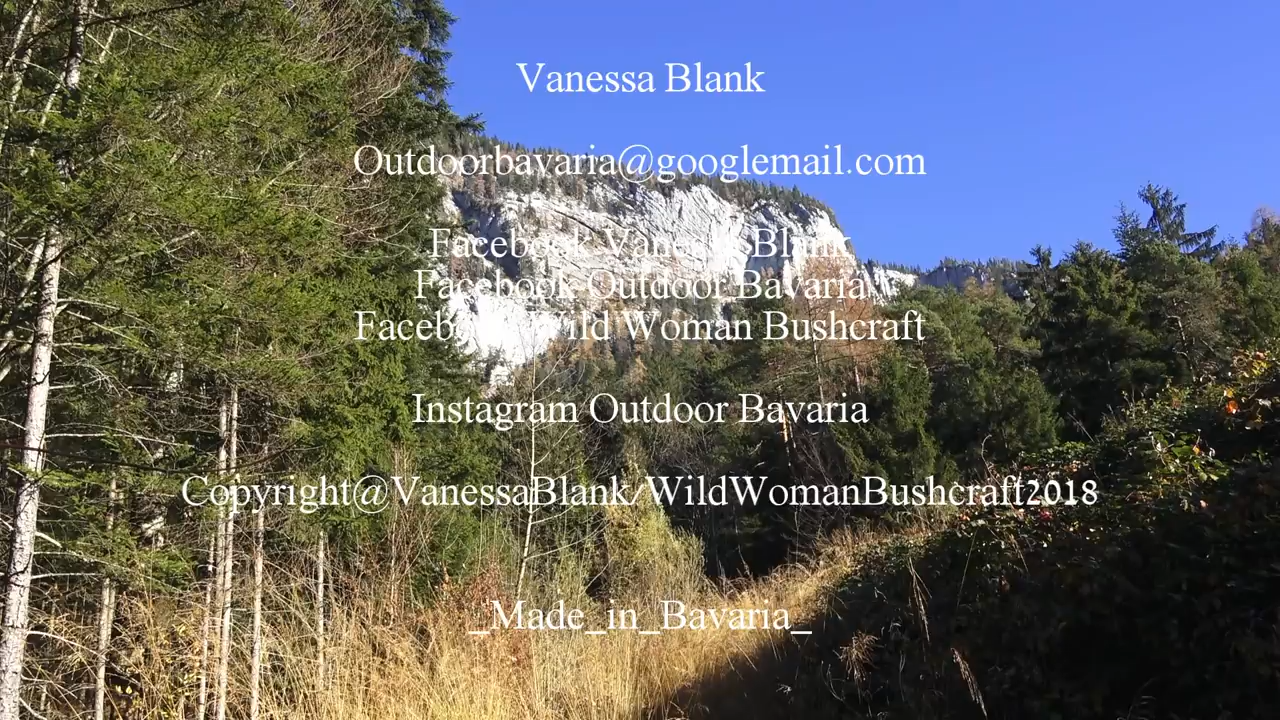 Vanessa Blank
Outdoorbavaria@googlemail.com
Facebook Vanessa Blank
Facebook Outdoor Bavaria
Facebook Wild Woman Bushcraft
Instagram Outdoor Bavaria
Copyright@VanessaBlank/WildWomanBushcraft2018
_Made_in_Bavaria_